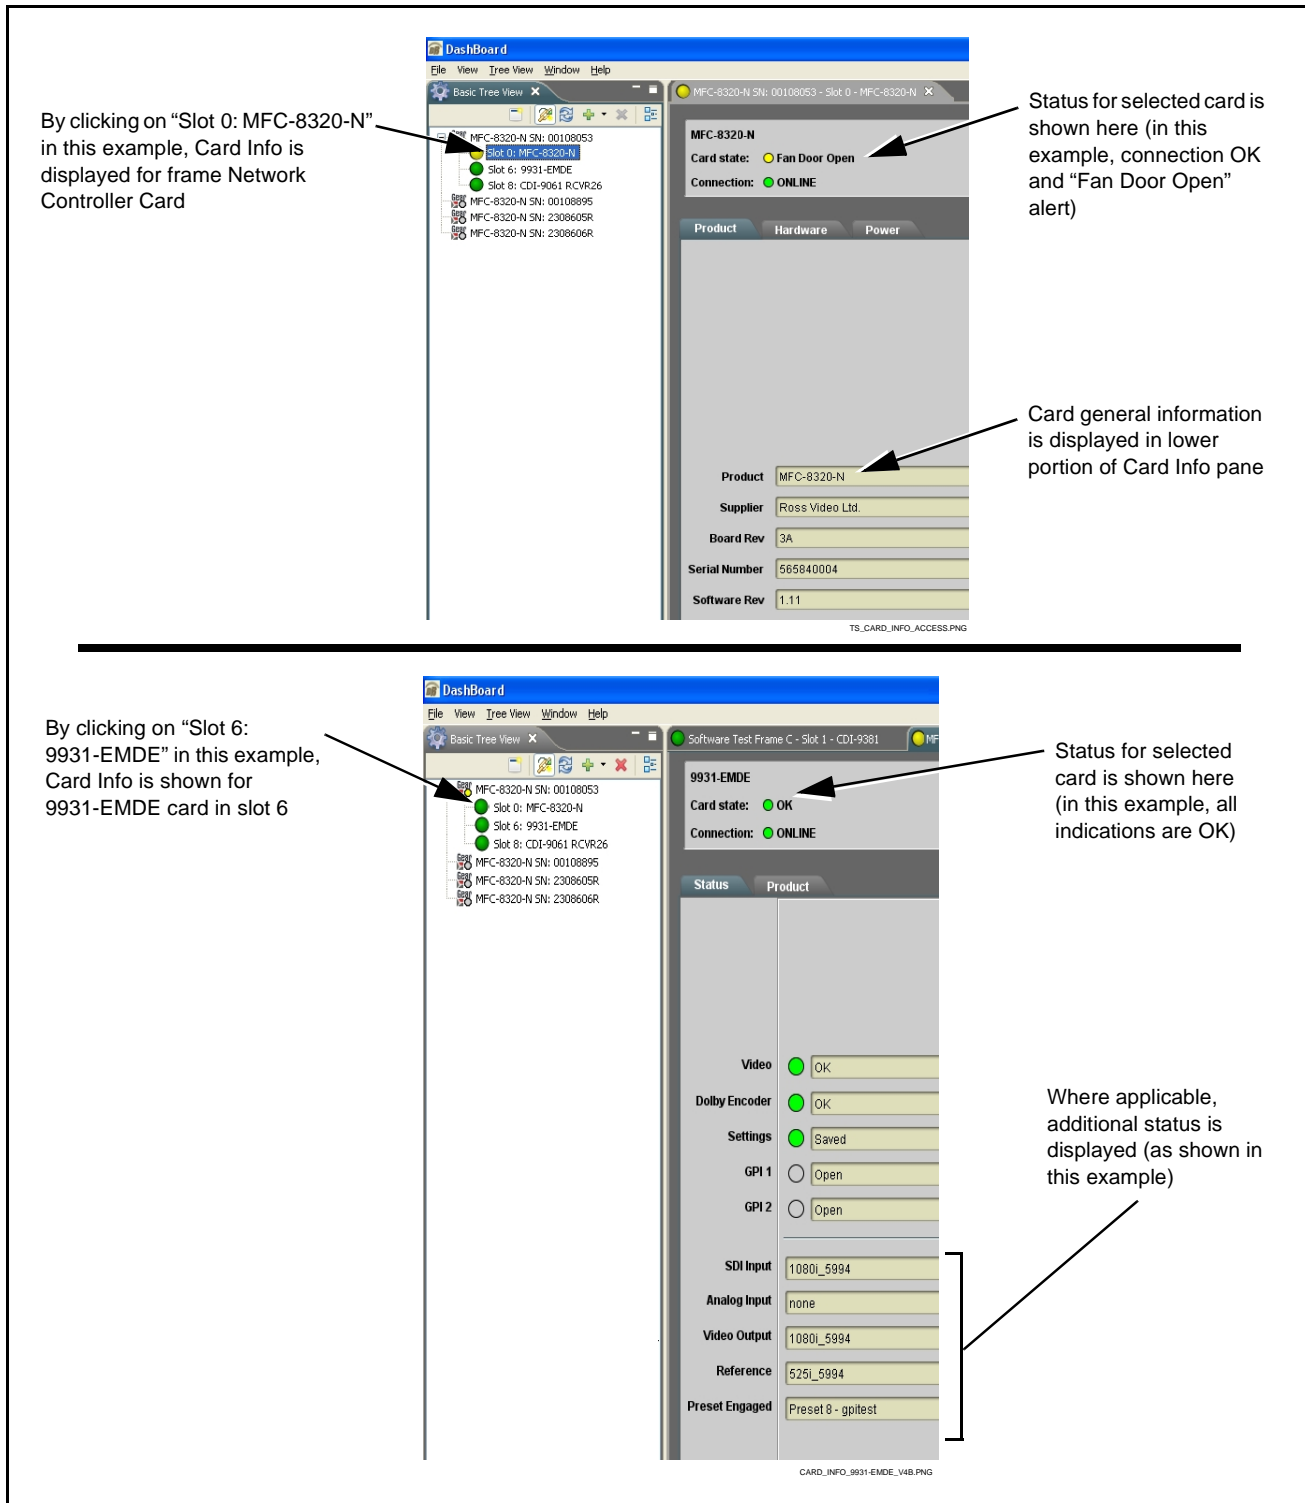 DashBoard
File View Tree View Window Help
Basic Tree View
MFC-8320-N SN: 00108053 - Slot 0 - MFC-8320-N
By clicking on “Slot 0: MFC-8320-N”
in this example, Card Info is
displayed for frame Network
Controller Card
Gear MFC-8320-N SN: 00108053
Slot 0: MFC-8320-N
Slot 6: 9931-EMDE
Slot 8: CDI-9061 RCVR26
Gear MFC-8320-N SN: 00108895
Gear MFC-8320-N SN: 2308605R
Gear MFC-8320-N SN: 2308606R
MFC-8320-N
Card state: Fan Door Open
Connection: ONLINE
Status for selected card is
shown here (in this
example, connection OK
and “Fan Door Open”
alert)
Product Hardware Power
Card general information
is displayed in lower
portion of Card Info pane
Product MFC-8320-N
Supplier Ross Video Ltd.
Board Rev 3A
Serial Number 565840004
Software Rev 1.11
TS_CARD_INFO_ACCESS.PNG
DashBoard
File View Tree View Window Help
Basic Tree View
Software Test Frame C - Slot 1 - CDI-9381 MF
By clicking on “Slot 6:
9931-EMDE” in this example,
Card Info is shown for
9931-EMDE card in slot 6
Gear MFC-8320-N SN: 00108053
Slot 0: MFC-8320-N
Slot 6: 9931-EMDE
Slot 8: CDI-9061 RCVR26
Gear MFC-8320-N SN: 00108895
Gear MFC-8320-N SN: 2308605R
Gear MFC-8320-N SN: 2308606R
9931-EMDE
Card state: OK
Connection: ONLINE
Status for selected
card is shown here
(in this example, all
indications are OK)
Status Product
Video OK
Dolby Encoder OK
Settings Saved
GPI 1 Open
GPI 2 Open
SDI Input 1080i_5994
Analog Input none
Video Output 1080i_5994
Reference 525i_5994
Preset Engaged Preset 8 - gpitest
Where applicable,
additional status is
displayed (as shown in
this example)
CARD_INFO_9931-EMDE_V4B.PNG